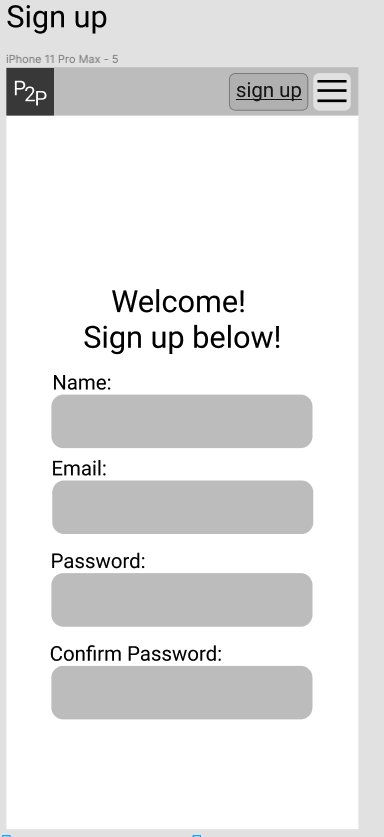 Sign up
iPhone 11 Pro Max - 5
P2P
sign up
Welcome!
Sign up below!
Name:
Email:
Password:
Confirm Password: